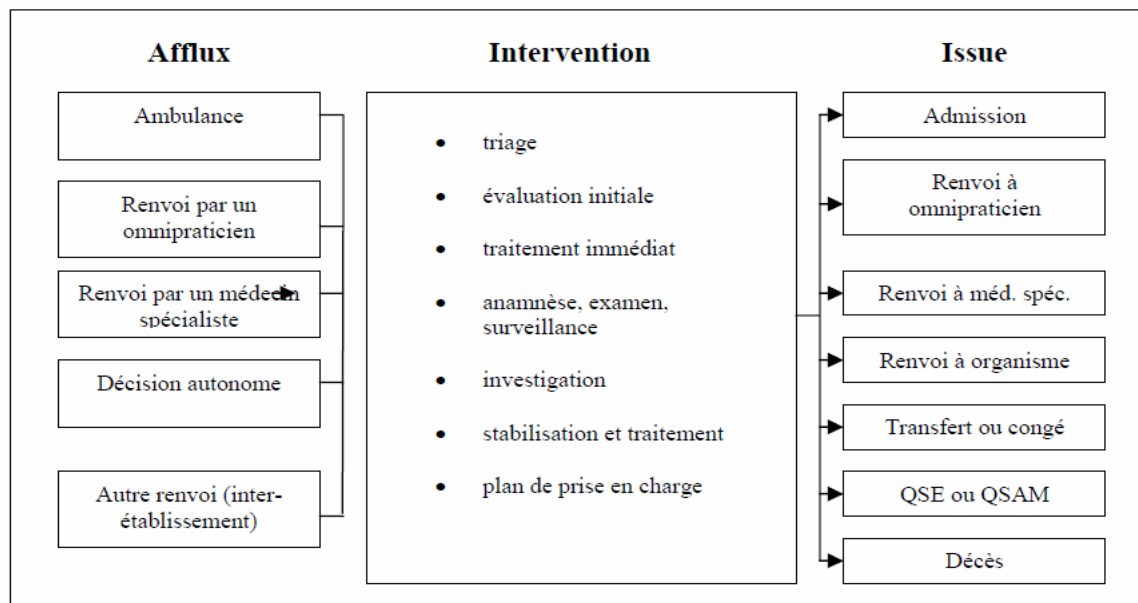 Afflux
Ambulance
Renvoi par un
omnipraticien
Renvoi par un médecin
spécialiste
Décision autonome
Autre renvoi (inter-
établissement)
Intervention
• triage
• évaluation initiale
• traitement immédiat
• anamnèse, examen,
surveillance
• investigation
• stabilisation et traitement
• plan de prise en charge
Issue
Admission
Renvoi à
omnipraticien
Renvoi à méd. spéc.
Renvoi à organisme
Transfert ou congé
QSE ou QSAM
Décès